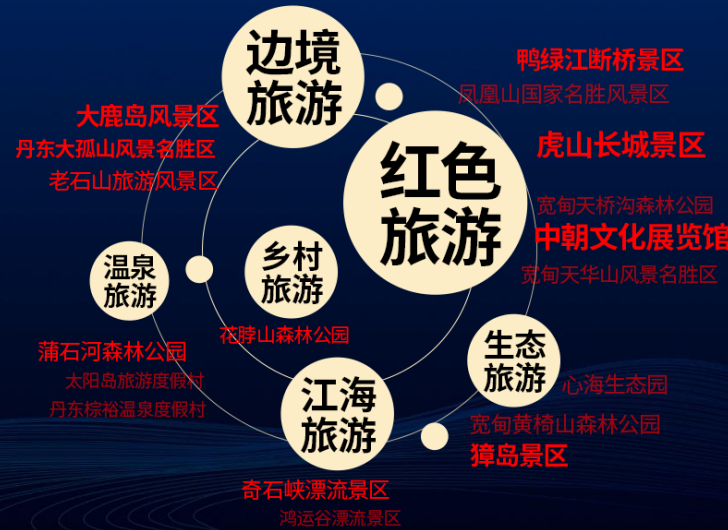 边境
旅游
鸭绿江断桥景区
凤凰山国家名胜风景区
大鹿岛风景区
丹东大孤山风景名胜区
老石山旅游风景区
虎山长城景区
红色
旅游
宽甸天桥沟森林公园
中朝文化展览馆
宽甸天华山风景名胜区
温泉
旅游
乡村
旅游
花脖山森林公园
蒲石河森林公园
太阳岛旅游度假村
丹东棕裕温泉度假村
生态
旅游
心海生态园
江海
旅游
宽甸黄椅山森林公园
獐岛景区
奇石峡漂流景区
鸿运谷漂流景区